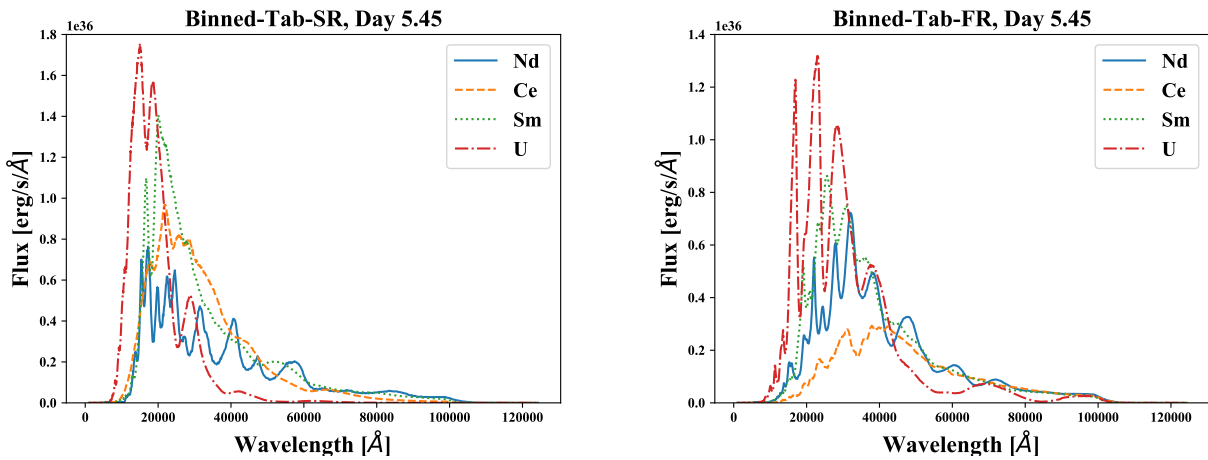 Binned-Tab-SR, Day 5.45
1e36
1.8
1.6
1.4
1.2
1.0
0.8
0.6
0.4
0.2
0.0
Flux [erg/s/Å]
0
20000
40000
60000
80000
100000
120000
Wavelength [Å]
Nd
Ce
Sm
U
Binned-Tab-FR, Day 5.45
1e36
1.4
1.2
1.0
0.8
0.6
0.4
0.2
0.0
Flux [erg/s/Å]
0
20000
40000
60000
80000
100000
120000
Wavelength [Å]
Nd
Ce
Sm
U